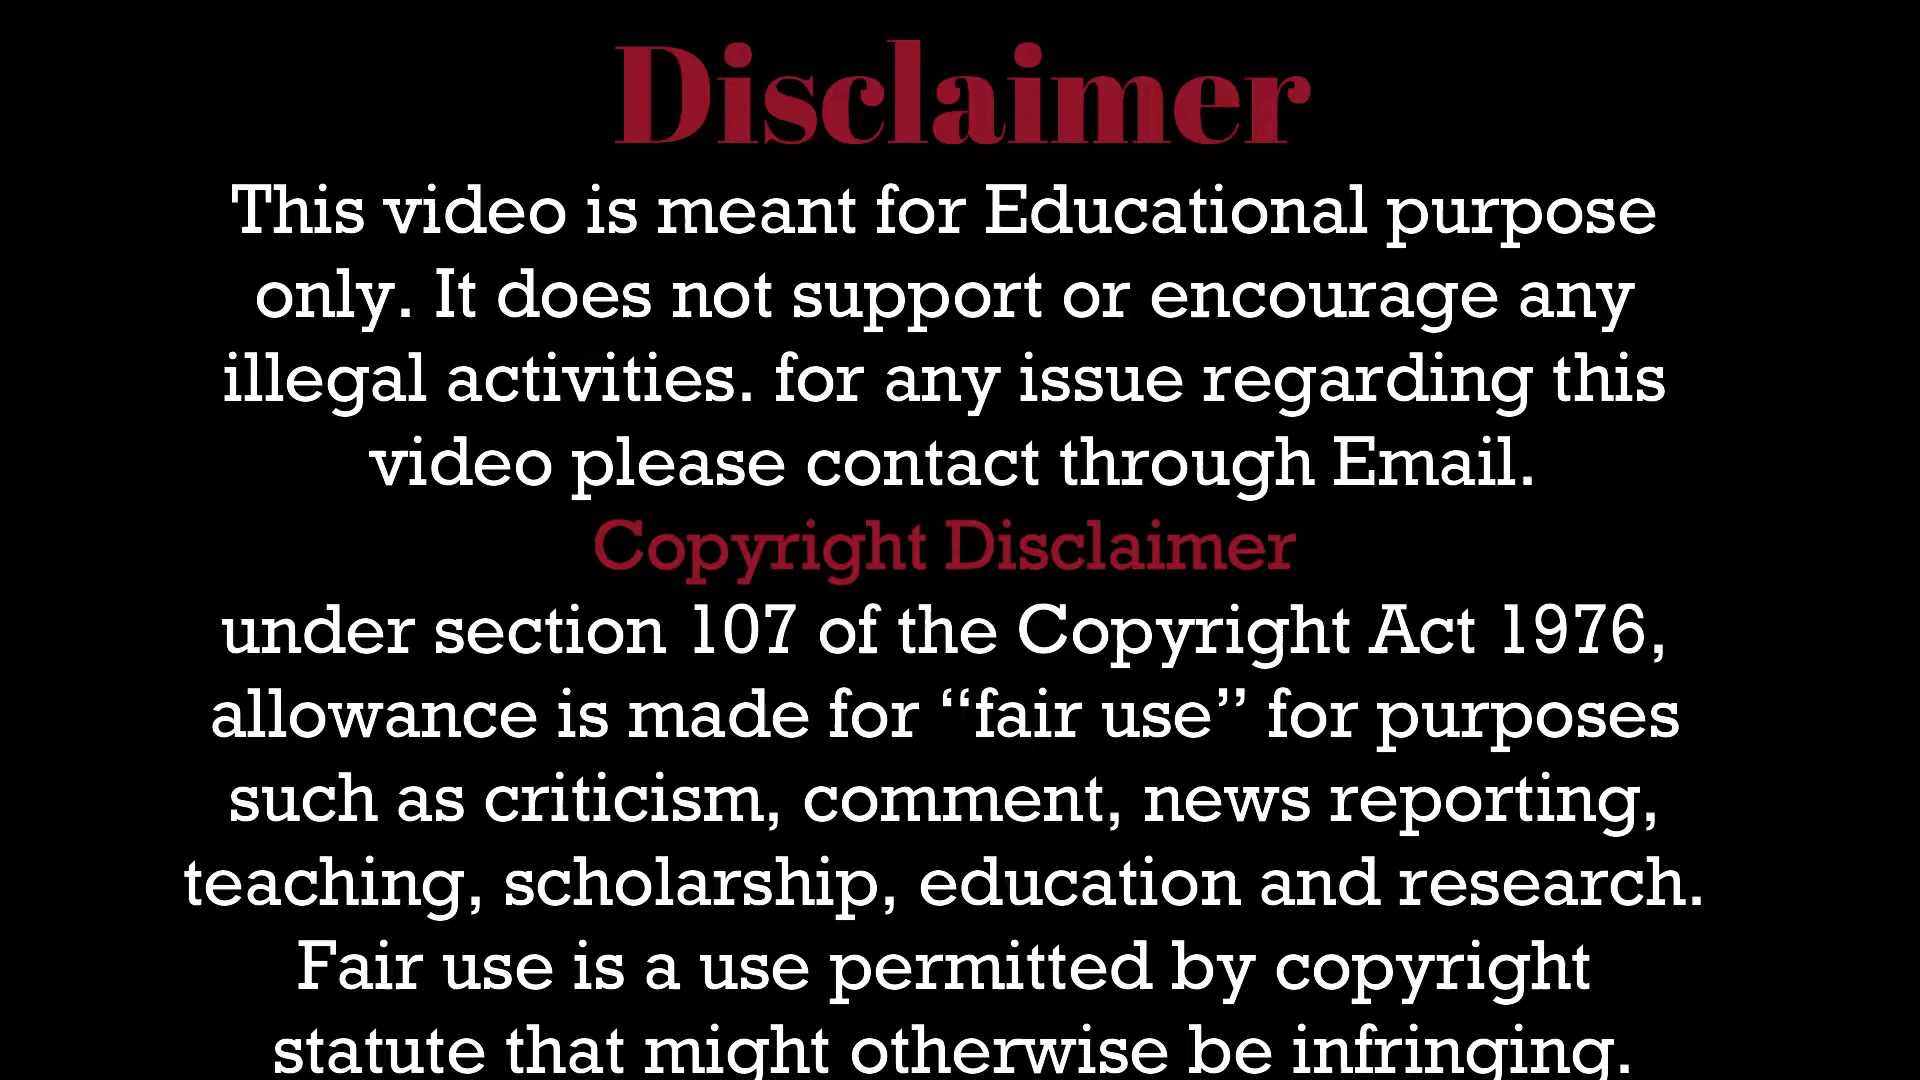 Disclaimer
This video is meant for Educational purpose
only. It does not support or encourage any
illegal activities. for any issue regarding this
video please contact through Email.
Copyright Disclaimer
under section 107 of the Copyright Act 1976,
allowance is made for “fair use” for purposes
such as criticism, comment, news reporting,
teaching, scholarship, education and research.
Fair use is a use permitted by copyright
statute that might otherwise be infringing.